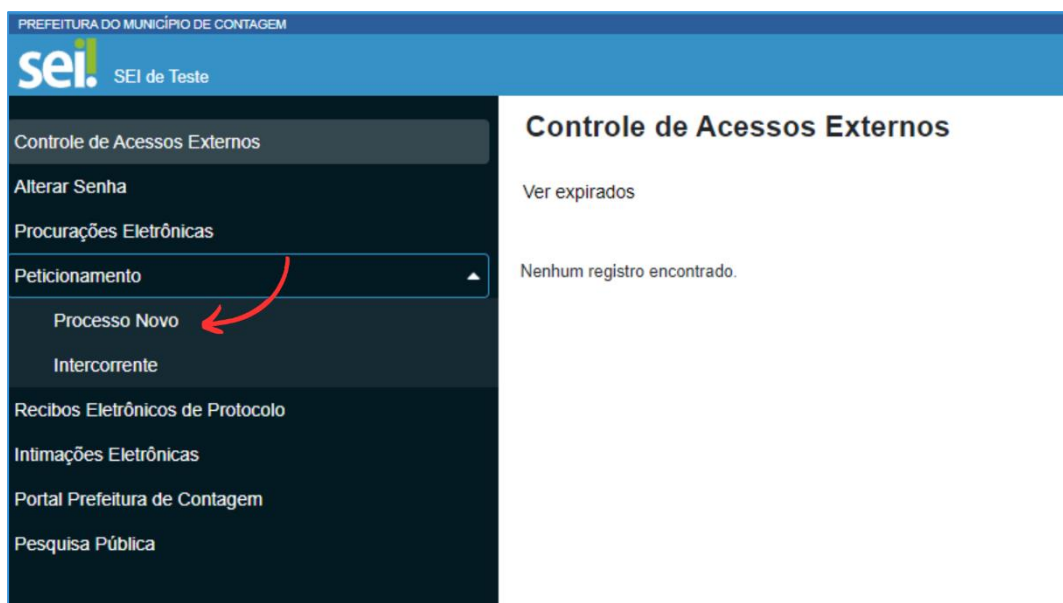 PREFEITURA DO MUNICÍPIO DE CONTAGEM
sei!
SEI de Teste
Controle de Acessos Externos
Alterar Senha
Procurações Eletrônicas
Peticionamento
Processo Novo
Intercorrente
Recibos Eletrônicos de Protocolo
Intimações Eletrônicas
Portal Prefeitura de Contagem
Pesquisa Pública
Controle de Acessos Externos
Ver expirados
Nenhum registro encontrado.